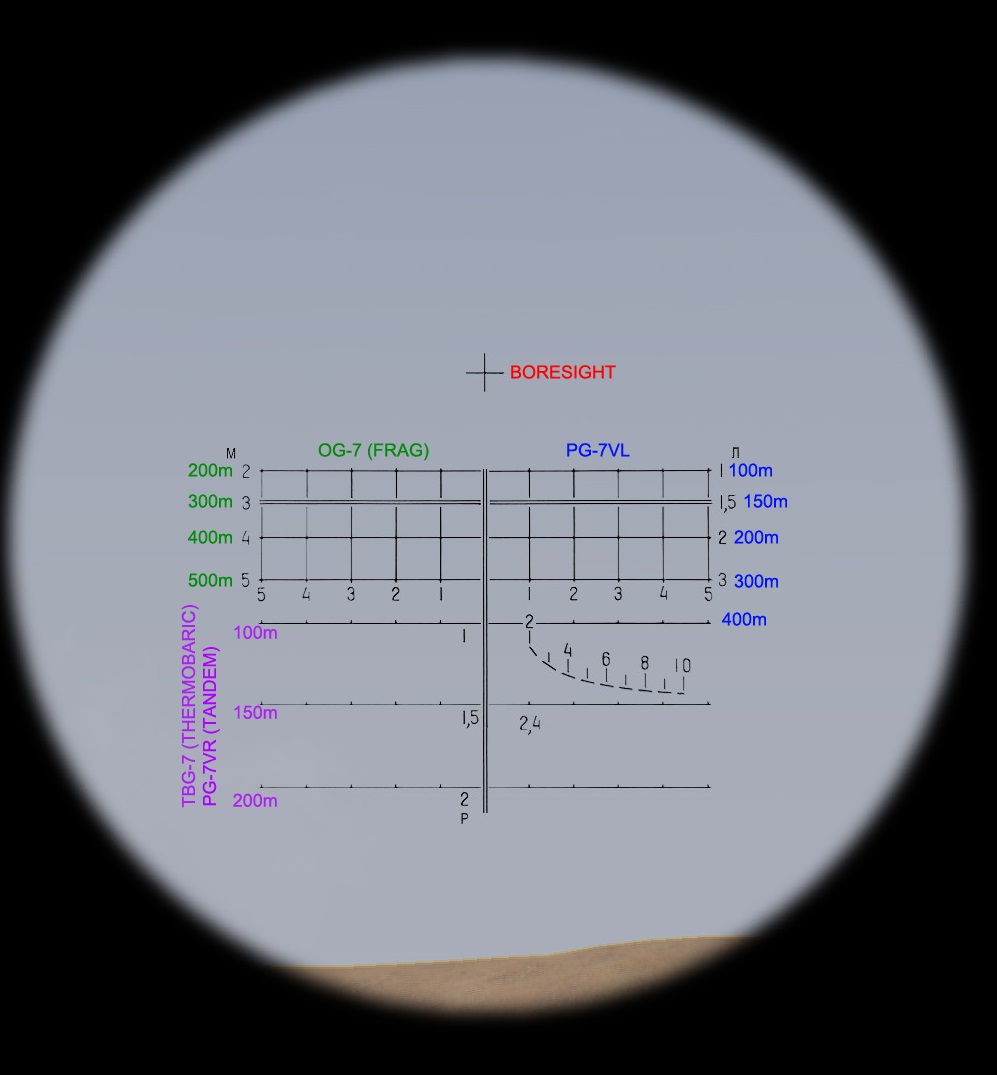 BORESIGHT
М OG-7 (FRAG) PG-7VL Л
200m 2 1 100m
300m 3 1,5 150m
400m 4 2 200m
500m 5 3 300m
5 4 3 2 1 1 2 3 4 5
2 400m
100m 1
4 6 8 10
150m 1,5 2,4
200m 2
P
TBG-7 (THERMOBARIC)
PG-7VR (TANDEM)